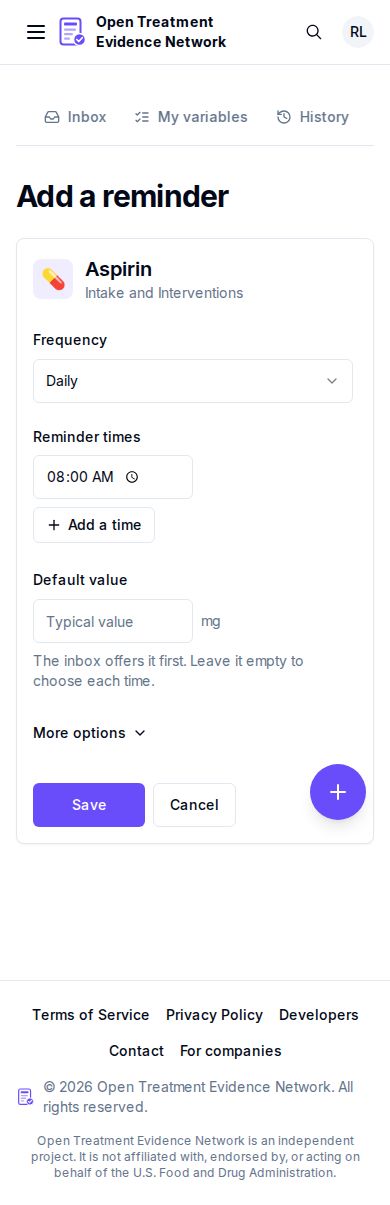 Open Treatment
Evidence Network
RL
Inbox
My variables
History
Add a reminder
Aspirin
Intake and Interventions
Frequency
Daily
Reminder times
08:00 AM
Add a time
Default value
Typical value
mg
The inbox offers it first. Leave it empty to
choose each time.
More options
Save
Cancel
Terms of Service
Privacy Policy
Developers
Contact
For companies
© 2026 Open Treatment Evidence Network. All
rights reserved.
Open Treatment Evidence Network is an independent
project. It is not affiliated with, endorsed by, or acting on
behalf of the U.S. Food and Drug Administration.